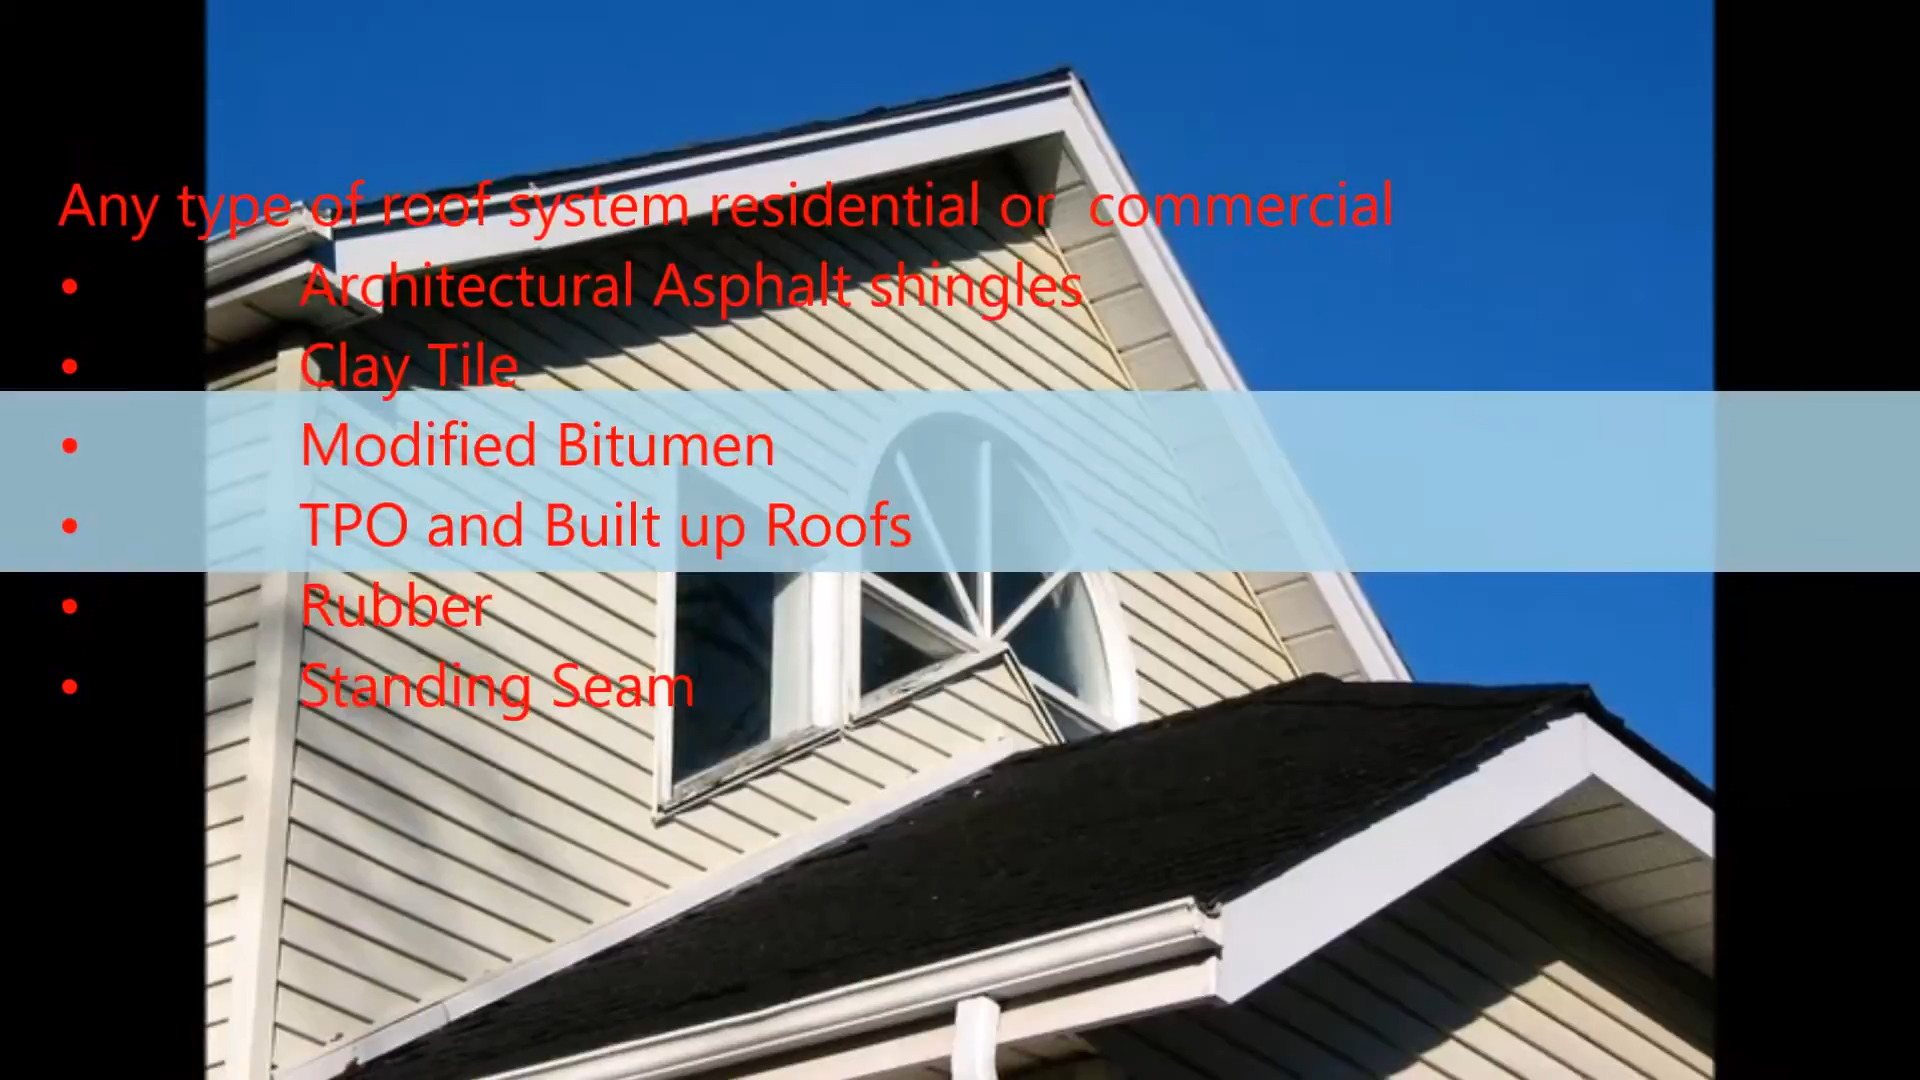 Any type of roof system residential or  commercial
• Architectural Asphalt shingles
• Clay Tile
• Modified Bitumen
• TPO and Built up Roofs
• Rubber
• Standing Seam